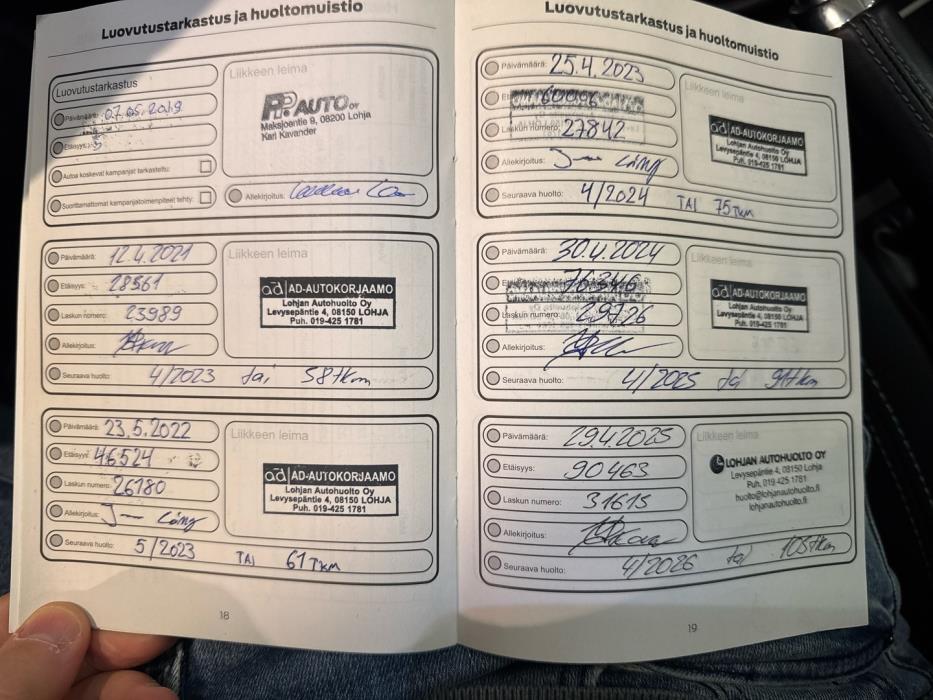 Luovutustarkastus ja huoltomuistio
Luovutustarkastus
Päivämäärä: 07.05.2019
Etäisyys: 5
Autoa koskevat kampanjat tarkastettu:
Suorittamattomat kampanjatoimenpiteet tehty:
Liikkeen leima
PP AUTO OY
Maksjoentie 9, 08200 Lohja
Kari Kavander
Allekirjoitus:
Päivämäärä: 12.4.2021
Etäisyys: 28561
Laskun numero: 23989
Allekirjoitus:
Seuraava huolto: 4/2023 tai 58tkm
Liikkeen leima
ad AD-AUTOKORJAAMO
Lohjan Autohuolto Oy
Levysepäntie 4, 08150 LOHJA
Puh. 019-425 1781
Päivämäärä: 23.5.2022
Etäisyys: 46524
Laskun numero: 26180
Allekirjoitus:
Seuraava huolto: 5/2023 TAI 61TKM
Liikkeen leima
ad AD-AUTOKORJAAMO
Lohjan Autohuolto Oy
Levysepäntie 4, 08150 LOHJA
Puh. 019-425 1781
18
Luovutustarkastus ja huoltomuistio
Päivämäärä: 25.4.2023
Laskun numero: 27842
Allekirjoitus:
Seuraava huolto: 4/2024 TAI 75TKM
Liikkeen leima
ad AD-AUTOKORJAAMO
Lohjan Autohuolto Oy
Levysepäntie 4, 08150 LOHJA
Puh. 019-425 1781
Päivämäärä: 30.4.2024
76346
Laskun numero: 29726
Allekirjoitus:
Seuraava huolto: 4/2025 tai 91tkm
Liikkeen leima
ad AD-AUTOKORJAAMO
Lohjan Autohuolto Oy
Levysepäntie 4, 08150 LOHJA
Puh. 019-425 1781
Päivämäärä: 29.4.2025
Etäisyys: 90463
Laskun numero: 31615
Allekirjoitus:
Seuraava huolto: 4/2026 tai 105tkm
Liikkeen leima
LOHJAN AUTOHUOLTO OY
Levysepäntie 4, 08150 Lohja
Puh. 019 425 1781
huolto@lohjanautohuolto.fi
lohjanautohuolto.fi
19